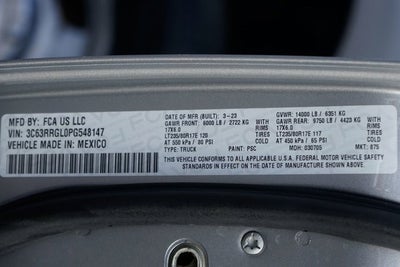 MFD BY: FCA US LLC
VIN: 3C63RRGL0PG548147
VEHICLE MADE IN: MEXICO
DATE OF MFR (BUILT): 3-23
GVWR: 14000 LB / 6351 KG
GAWR FRONT: 6000 LB / 2722 KG
GAWR REAR: 9750 LB / 4423 KG
17X6.0 RIMS
17X6.0 RIMS
LT235/80R17E 120 TIRES
LT235/80R17E 117 TIRES
AT 550 kPa / 80 PSI COLD
AT 450 kPa / 65 PSI COLD
THIS VEHICLE CONFORMS TO ALL APPLICABLE U.S.A. FEDERAL MOTOR VEHICLE SAFETY
STANDARDS IN EFFECT ON THE DATE OF MANUFACTURE SHOWN ABOVE.
TYPE: TRUCK PAINT: PSC MDH: 030705 MKT: 875